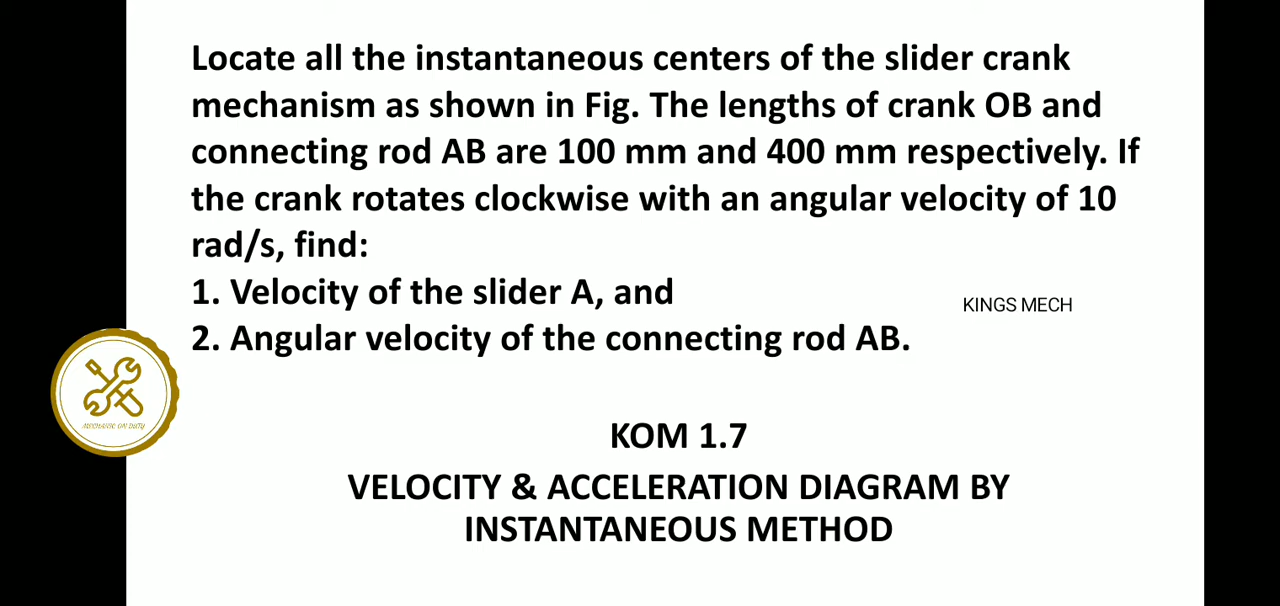 Locate all the instantaneous centers of the slider crank
mechanism as shown in Fig. The lengths of crank OB and
connecting rod AB are 100 mm and 400 mm respectively. If
the crank rotates clockwise with an angular velocity of 10
rad/s, find:
1. Velocity of the slider A, and
KINGS MECH
2. Angular velocity of the connecting rod AB.
MECHANIC ON DUTY
KOM 1.7
VELOCITY & ACCELERATION DIAGRAM BY
INSTANTANEOUS METHOD